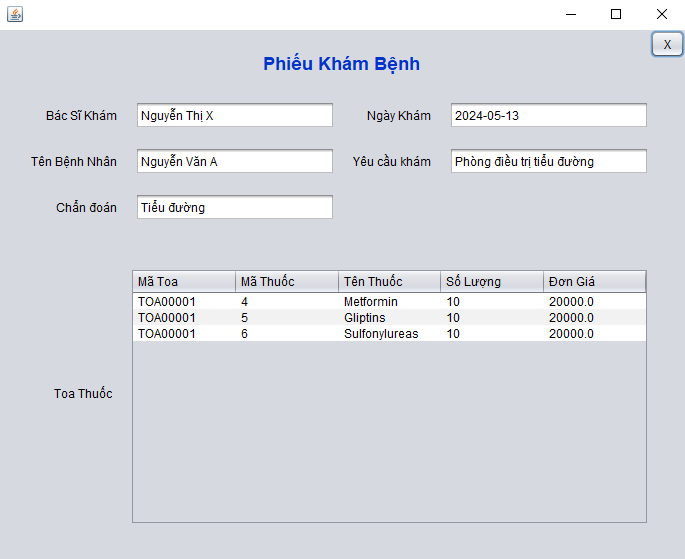 X
Phiếu Khám Bệnh
Bác Sĩ Khám Nguyễn Thị X Ngày Khám 2024-05-13
Tên Bệnh Nhân Nguyễn Văn A Yêu cầu khám Phòng điều trị tiểu đường
Chẩn đoán Tiểu đường
Mã Toa Mã Thuốc Tên Thuốc Số Lượng Đơn Giá
TOA00001 4 Metformin 10 20000.0
TOA00001 5 Gliptins 10 20000.0
TOA00001 6 Sulfonylureas 10 20000.0
Toa Thuốc